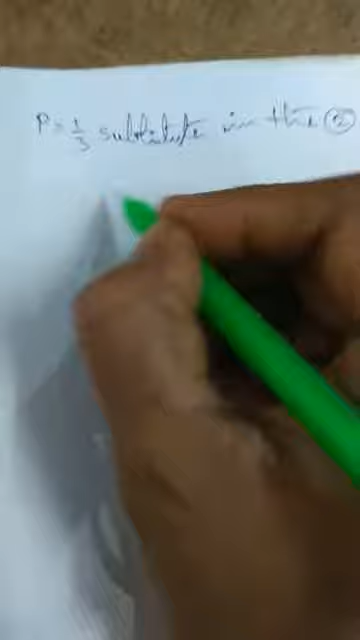 P = 1/3 substitute in the ②